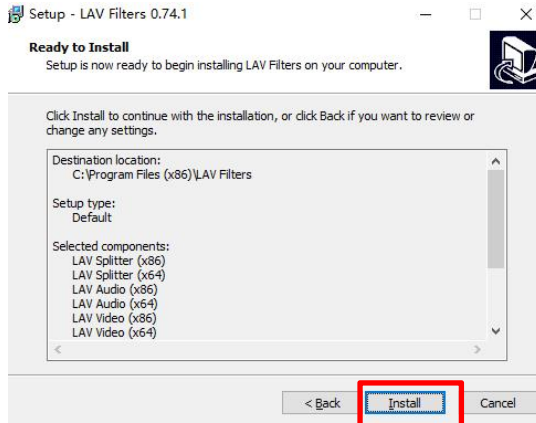 Setup - LAV Filters 0.74.1
Ready to Install
Setup is now ready to begin installing LAV Filters on your computer.
Click Install to continue with the installation, or click Back if you want to review or
change any settings.
Destination location:
C:\Program Files (x86)\LAV Filters
Setup type:
Default
Selected components:
LAV Splitter (x86)
LAV Splitter (x64)
LAV Audio (x86)
LAV Audio (x64)
LAV Video (x86)
LAV Video (x64)
< Back
Install
Cancel